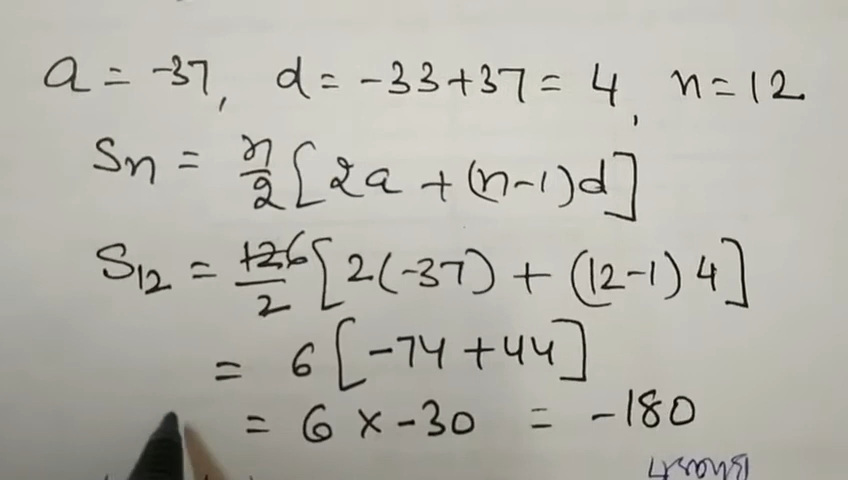 a = -37, d = -33+37 = 4, n = 12
Sn = n/2 [2a + (n-1)d]
S12 = 12 6/2 [2(-37) + (12-1) 4]
= 6 [-74 + 44]
= 6 x -30 = -180